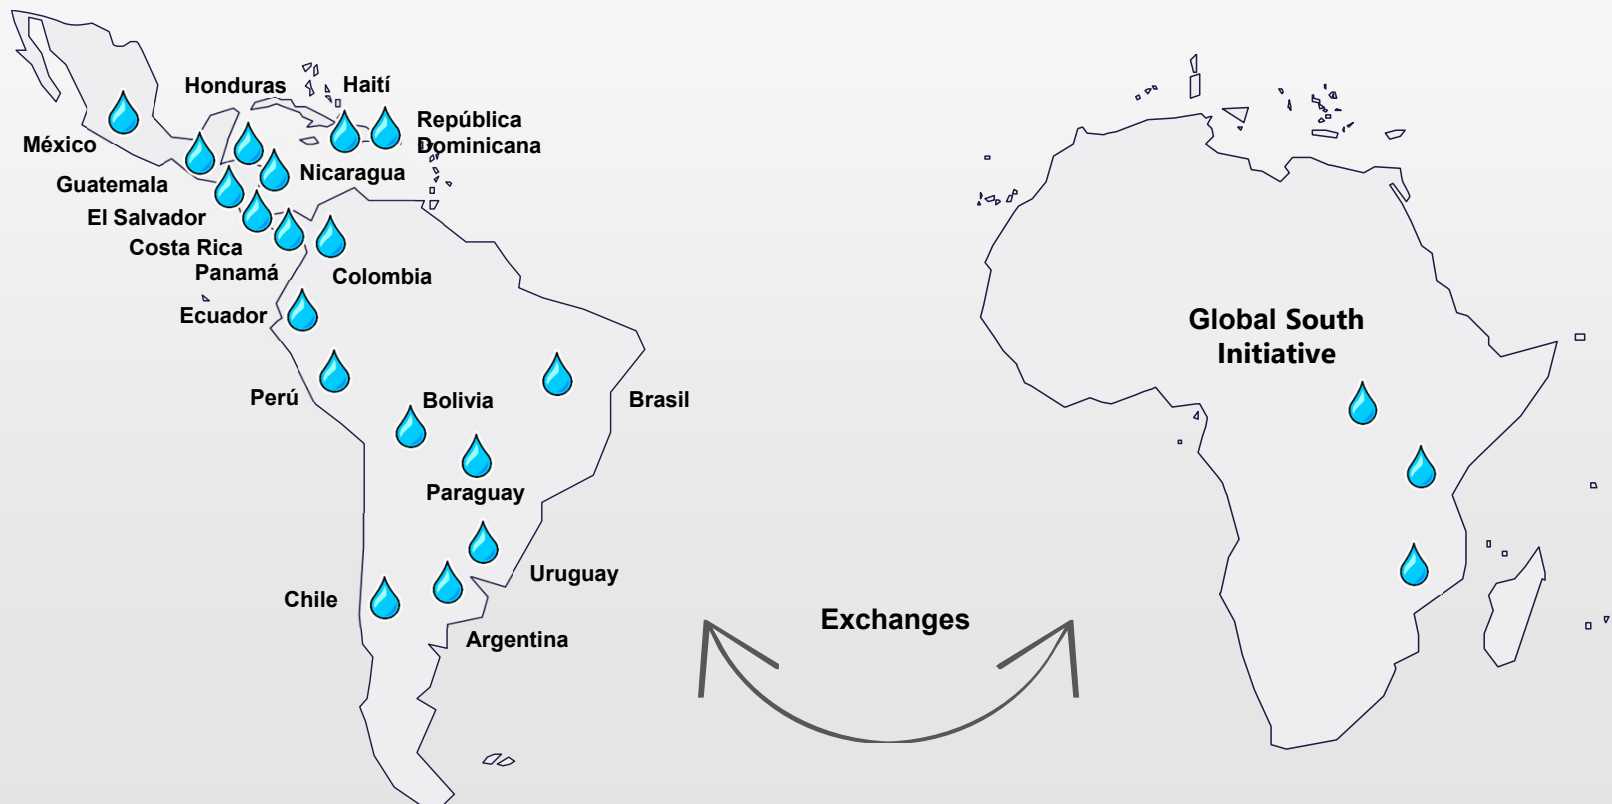 Honduras
Haití
República
Dominicana
México
Nicaragua
Guatemala
El Salvador
Costa Rica
Panamá
Colombia
Ecuador
Global South
Initiative
Perú
Bolivia
Brasil
Paraguay
Uruguay
Chile
Exchanges
Argentina